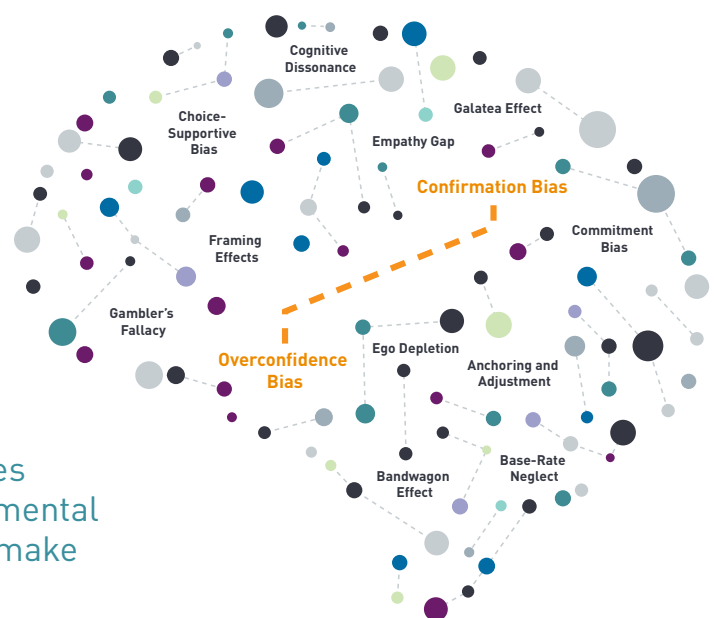 Cognitive
Dissonance
Galatea Effect
Choice-
Supportive
Bias
Empathy Gap
Confirmation Bias
Commitment
Bias
Framing
Effects
Gambler's
Fallacy
Overconfidence
Bias
Ego Depletion
Anchoring and
Adjustment
Base-Rate
Neglect
Bandwagon
Effect
es
mental
make